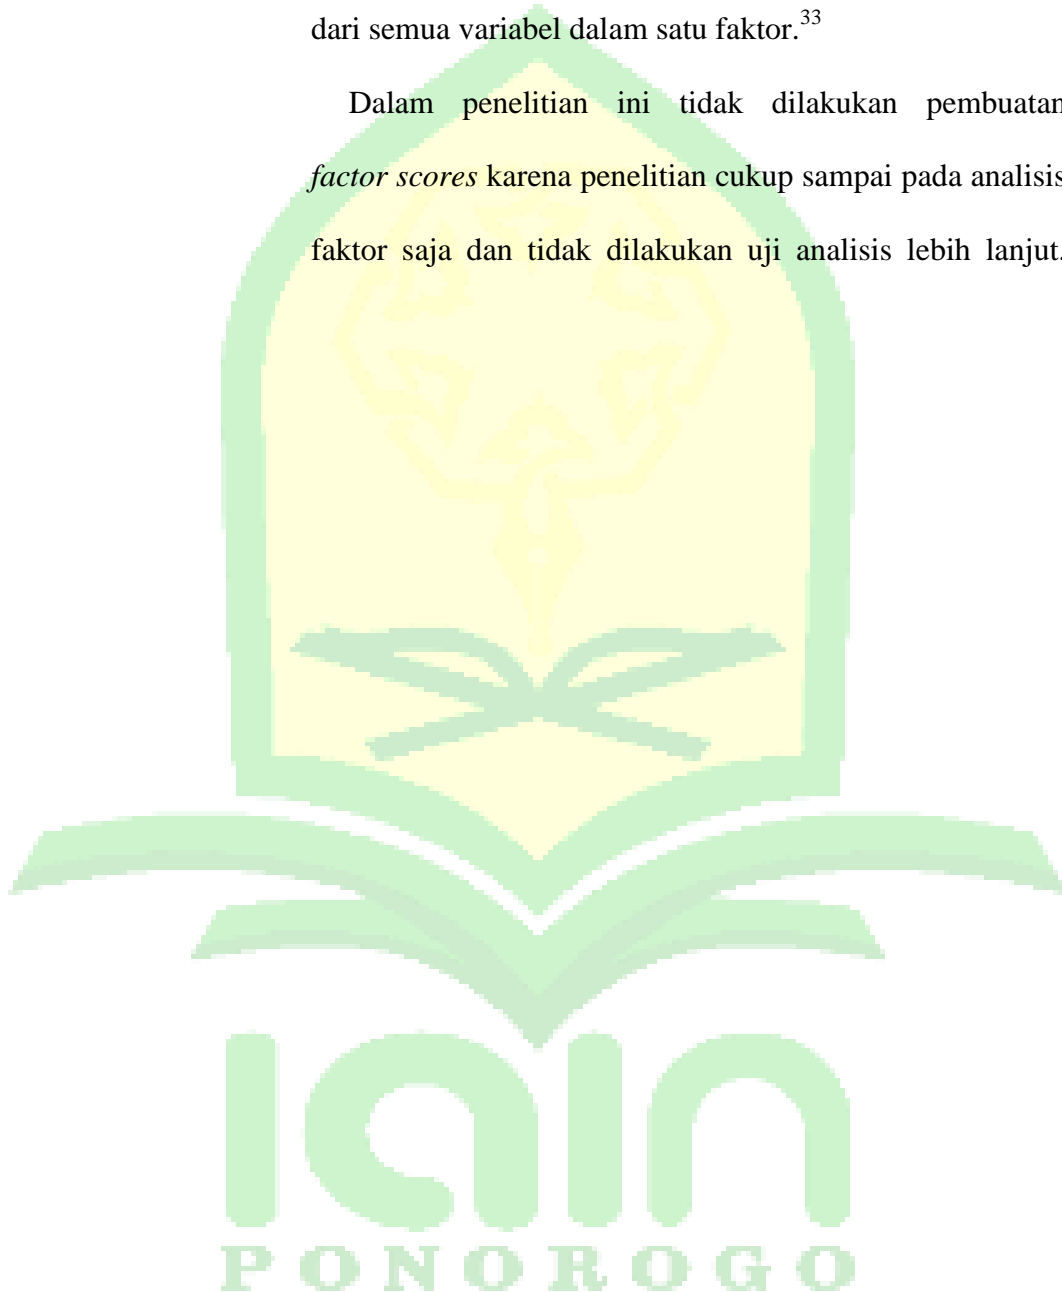 dari semua variabel dalam satu faktor.33
Dalam penelitian ini tidak dilakukan pembuatan
factor scores karena penelitian cukup sampai pada analisis
faktor saja dan tidak dilakukan uji analisis lebih lanjut.
iain
PONOROGO